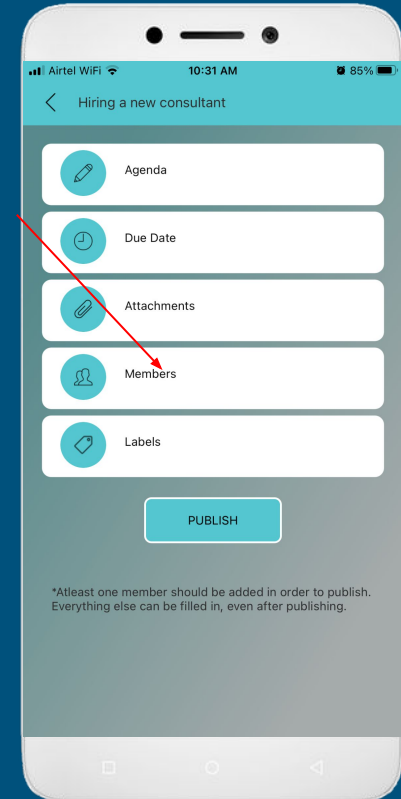 Airtel WiFi 10:31 AM 85%
Hiring a new consultant
Agenda
Due Date
Attachments
Members
Labels
PUBLISH
*Atleast one member should be added in order to publish.
Everything else can be filled in, even after publishing.